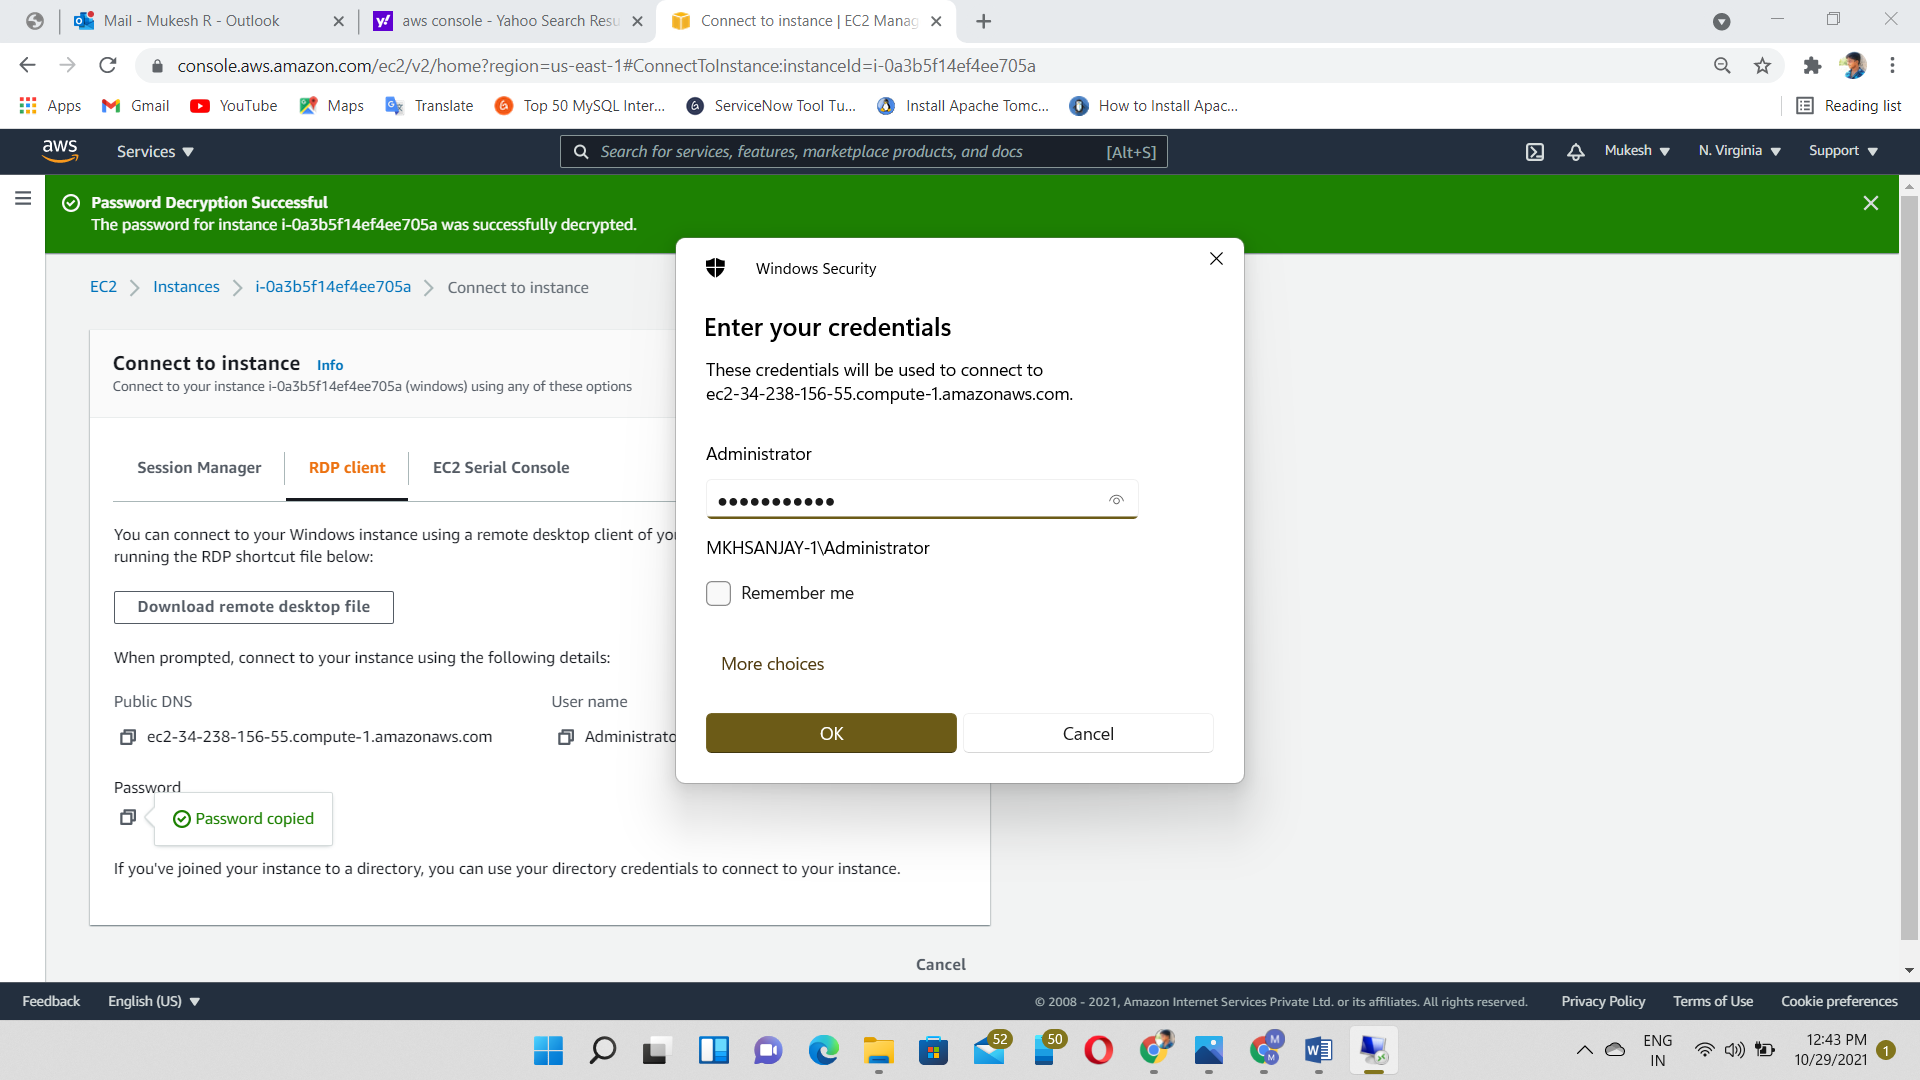 Mail - Mukesh R - Outlook
aws console - Yahoo Search Resu
Connect to instance | EC2 Manag
console.aws.amazon.com/ec2/v2/home?region=us-east-1#ConnectToInstance:instanceId=i-0a3b5f14ef4ee705a
Apps
Gmail
YouTube
Maps
Translate
Top 50 MySQL Inter...
ServiceNow Tool Tu...
Install Apache Tomc...
How to Install Apac...
Reading list
aws
Services
Search for services, features, marketplace products, and docs
[Alt+S]
Mukesh
N. Virginia
Support
Password Decryption Successful
The password for instance i-0a3b5f14ef4ee705a was successfully decrypted.
EC2
Instances
i-0a3b5f14ef4ee705a
Connect to instance
Connect to instance
Info
Connect to your instance i-0a3b5f14ef4ee705a (windows) using any of these options
Session Manager
RDP client
EC2 Serial Console
You can connect to your Windows instance using a remote desktop client of you
running the RDP shortcut file below:
Download remote desktop file
When prompted, connect to your instance using the following details:
Public DNS
User name
ec2-34-238-156-55.compute-1.amazonaws.com
Administrato
Password
Password copied
If you've joined your instance to a directory, you can use your directory credentials to connect to your instance.
Cancel
Windows Security
Enter your credentials
These credentials will be used to connect to
ec2-34-238-156-55.compute-1.amazonaws.com.
Administrator
●●●●●●●●●●●
MKHSANJAY-1\Administrator
Remember me
More choices
OK
Cancel
Feedback
English (US)
© 2008 - 2021, Amazon Internet Services Private Ltd. or its affiliates. All rights reserved.
Privacy Policy
Terms of Use
Cookie preferences
52
50
M
M
ENG
IN
12:43 PM
10/29/2021
1